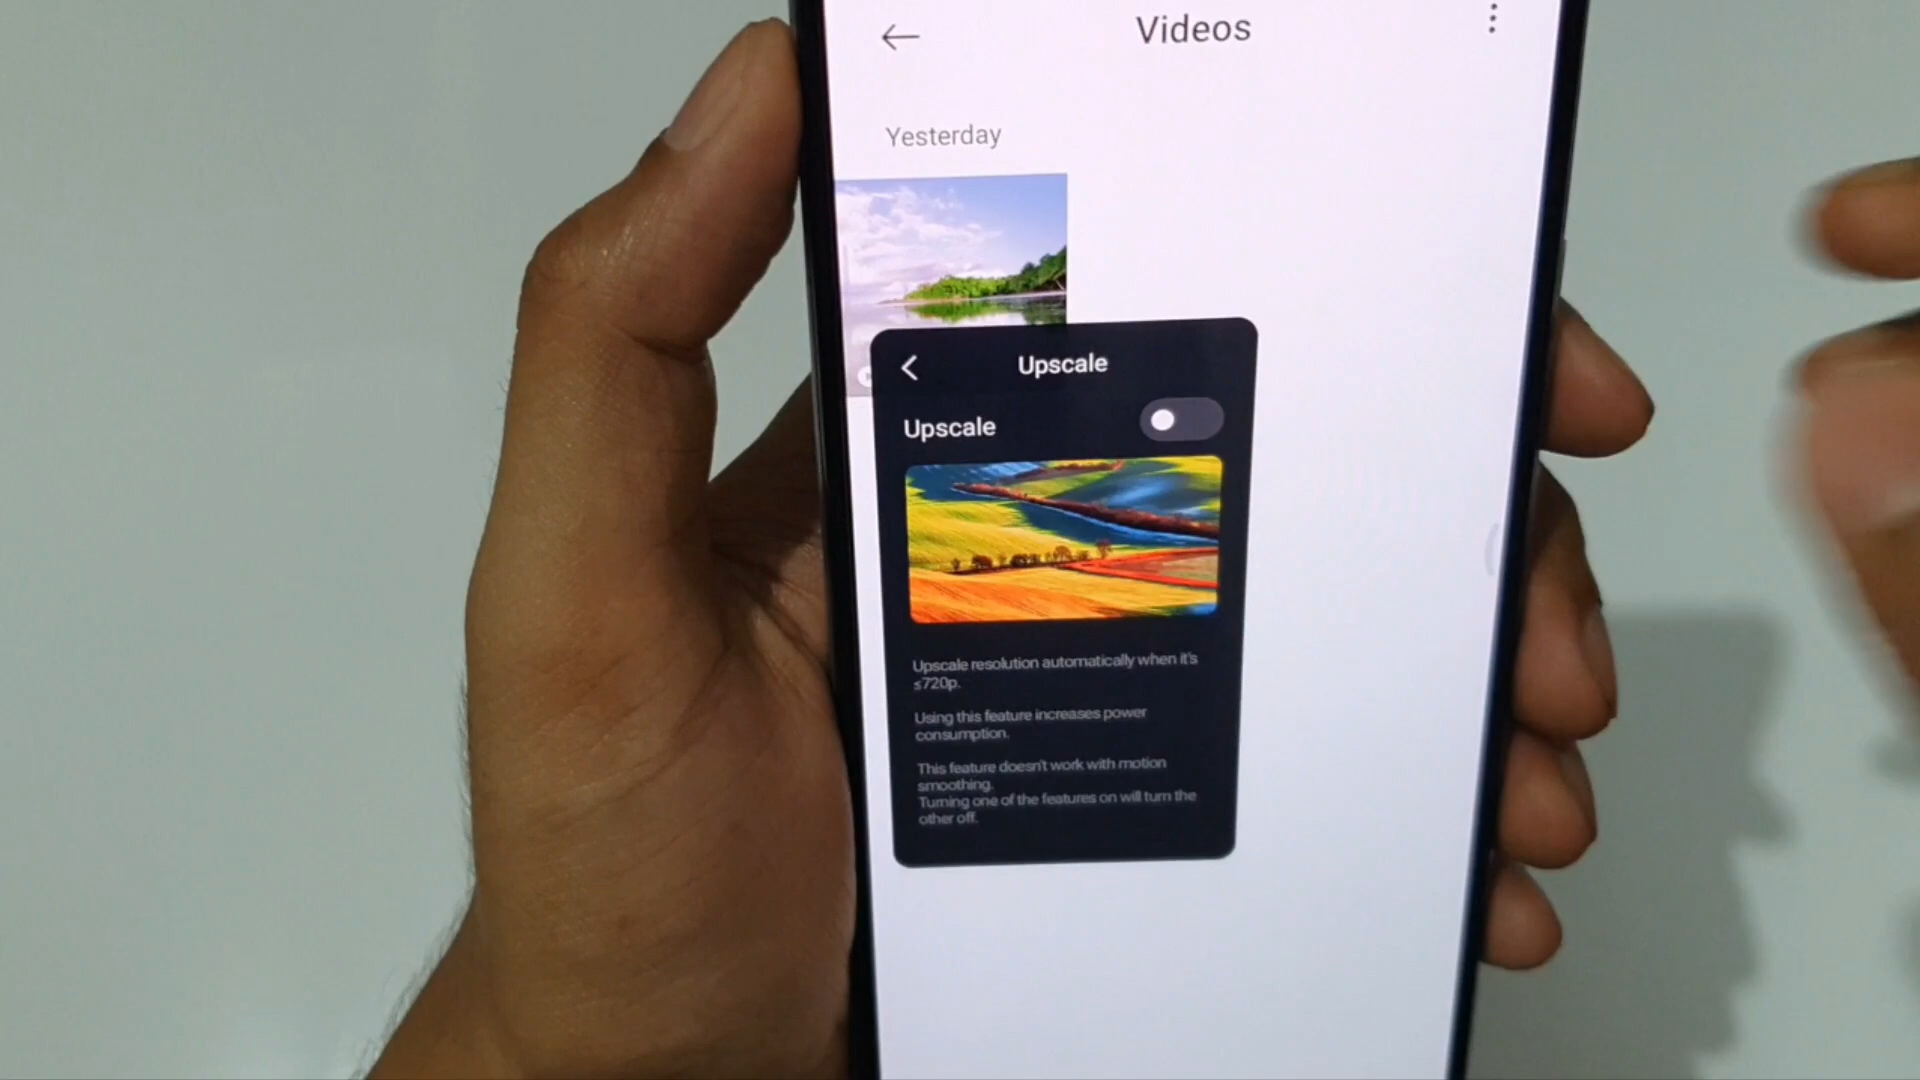 Videos
Yesterday
Upscale
Upscale
Upscale resolution automatically when it's
≤720p.
Using this feature increases power
consumption.
This feature doesn't work with motion
smoothing.
Turning one of the features on will turn the
other off.